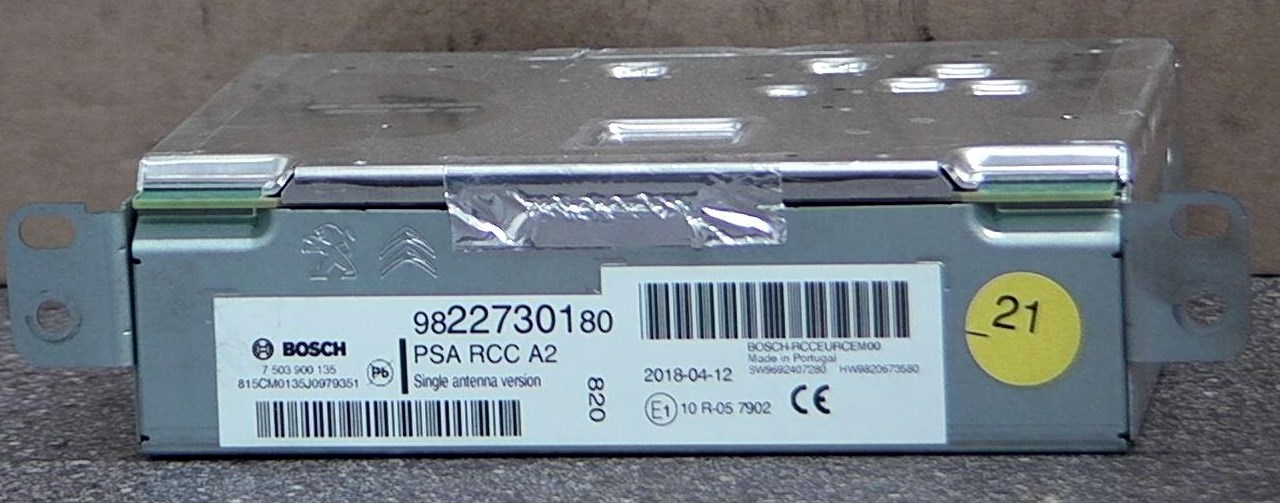 9822730180
BOSCH
7 503 900 135
815CM0135J0979351
Pb
PSA RCC A2
Single antenna version
820
BOSCH-RCCEURCEM00
Made in Portugal
SW9692407280 HW9820673580
2018-04-12
E1 10 R-05 7902 CE
21